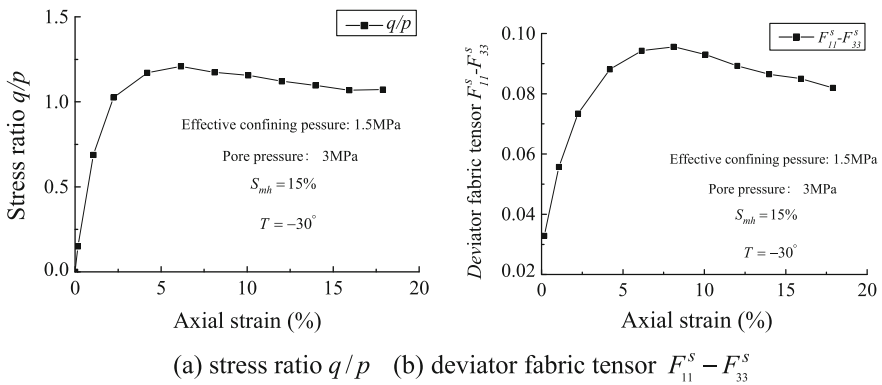 q/p
Stress ratio q/p
1.5
1.0
0.5
0.0
Effective confining pessure: 1.5MPa
Pore pressure： 3MPa
S_mh = 15%
T = −30°
0 5 10 15 20
Axial strain (%)
F^s_11-F^s_33
Deviator fabric tensor F^s_11-F^s_33
0.10
0.08
0.06
0.04
0.02
Effective confining pessure: 1.5MPa
Pore pressure： 3MPa
S_mh = 15%
T = −30°
0 5 10 15 20
Axial strain (%)
(a) stress ratio q/p (b) deviator fabric tensor F^s_11 − F^s_33